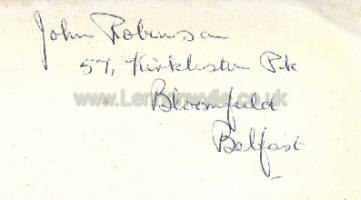 John Robinson
57, Kirkliston Pk
Bloomfield
Belfast